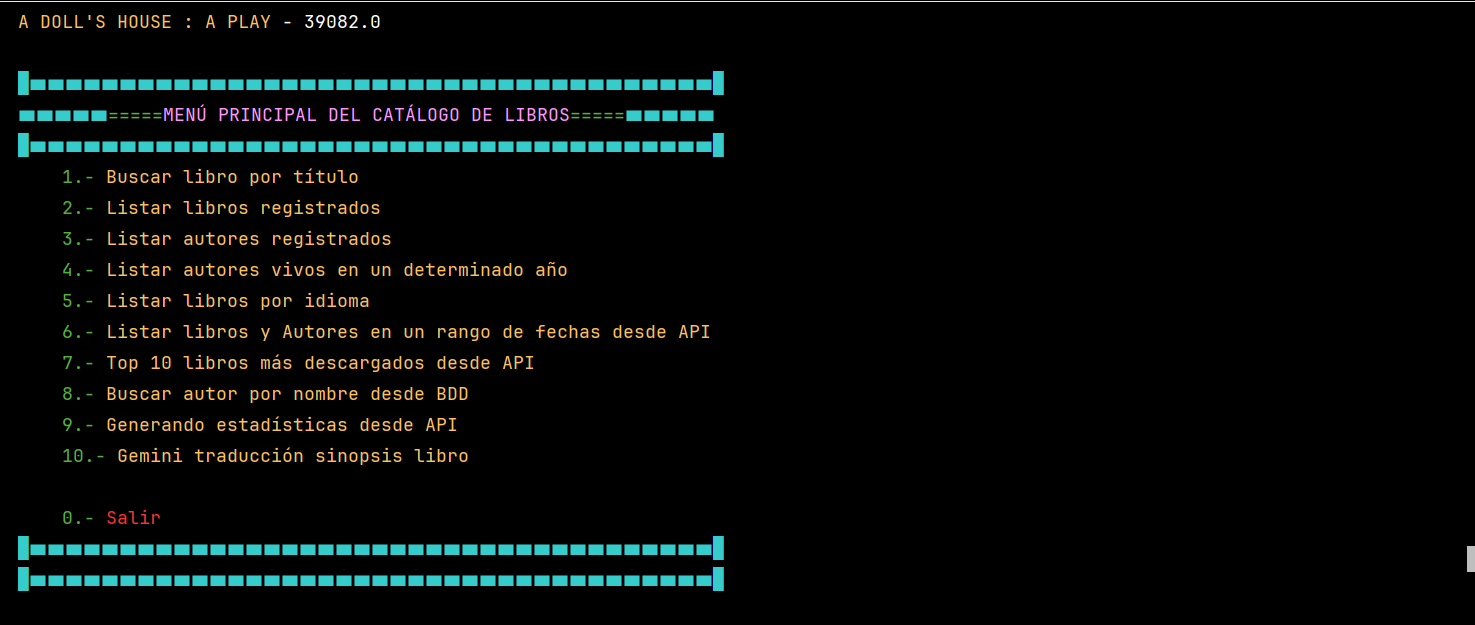 A DOLL'S HOUSE : A PLAY - 39082.0
=====MENÚ PRINCIPAL DEL CATÁLOGO DE LIBROS=====
1.- Buscar libro por título
2.- Listar libros registrados
3.- Listar autores registrados
4.- Listar autores vivos en un determinado año
5.- Listar libros por idioma
6.- Listar libros y Autores en un rango de fechas desde API
7.- Top 10 libros más descargados desde API
8.- Buscar autor por nombre desde BDD
9.- Generando estadísticas desde API
10.- Gemini traducción sinopsis libro
0.- Salir